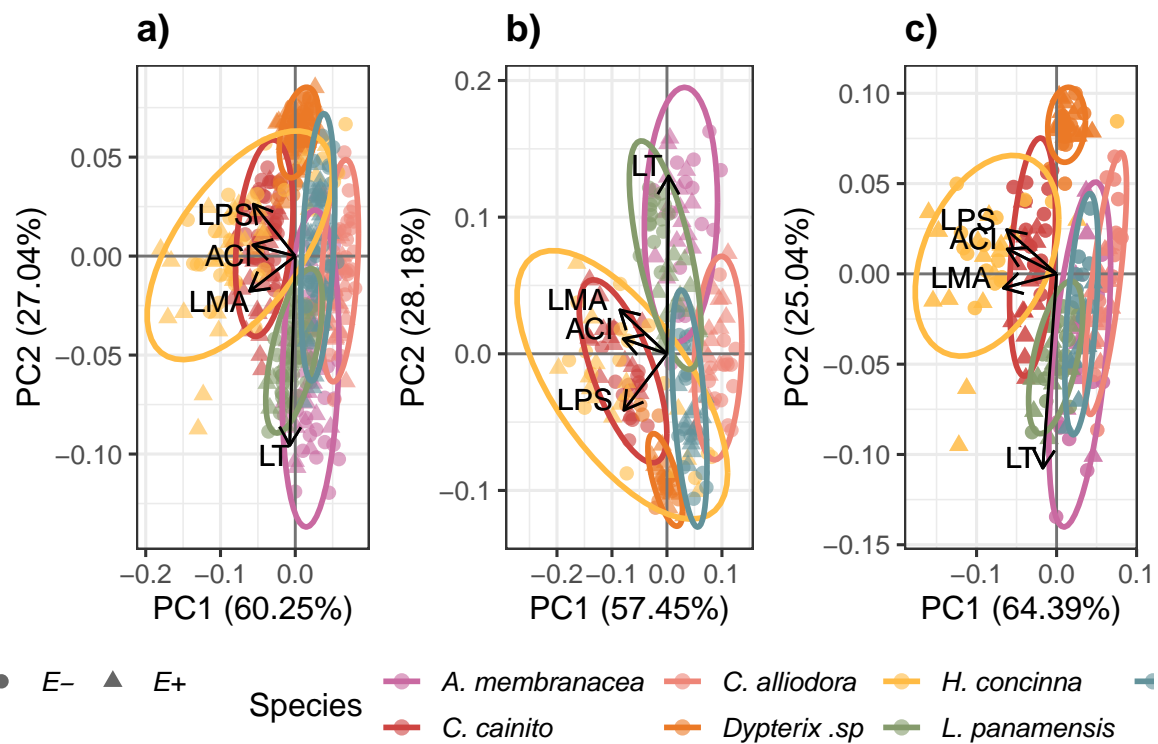 a)
b)
c)
0.05
0.00
−0.05
−0.10
PC2 (27.04%)
LPS
ACI
LMA
LT
−0.2
−0.1
0.0
PC1 (60.25%)
0.2
0.1
0.0
−0.1
PC2 (28.18%)
LT
LMA
ACI
LPS
−0.2
−0.1
0.0
0.1
PC1 (57.45%)
0.10
0.05
0.00
−0.05
−0.10
−0.15
PC2 (25.04%)
LPS
ACI
LMA
LT
−0.1
0.0
0.1
PC1 (64.39%)
E−
E+
Species
A. membranacea
C. alliodora
H. concinna
C. cainito
Dypterix .sp
L. panamensis